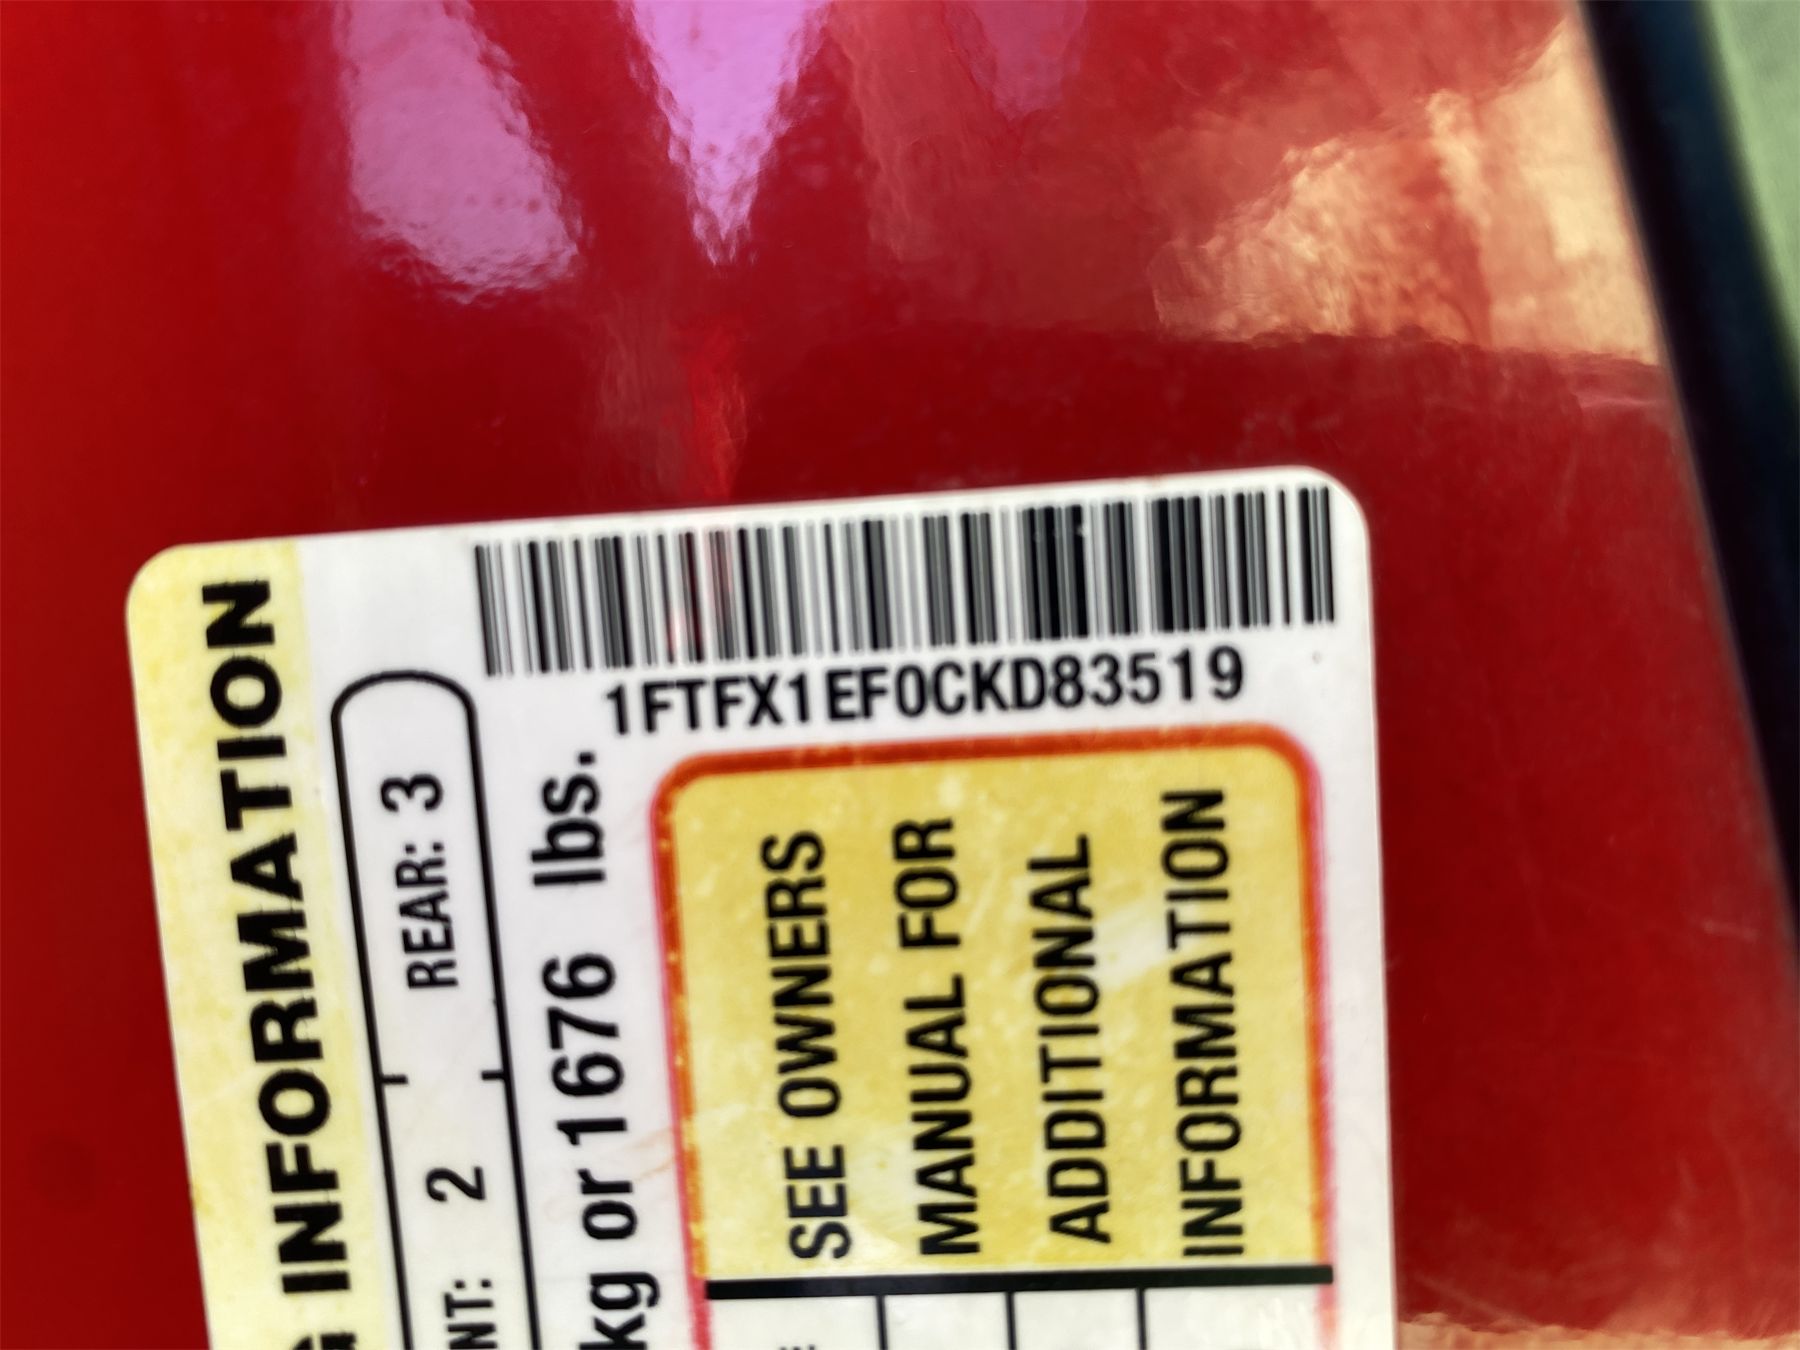 1FTFX1EF0CKD83519
G INFORMATION
NT: 2 REAR: 3
kg or 1676 lbs.
SEE OWNERS
MANUAL FOR
ADDITIONAL
INFORMATION